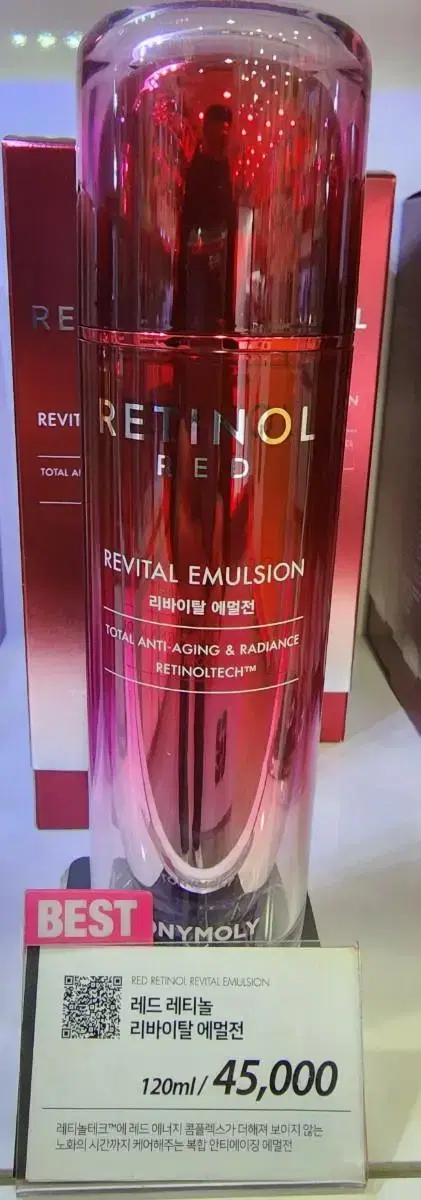 RETINOL
RED
REVITAL EMULSION
리바이탈 에멀전
TOTAL ANTI-AGING & RADIANCE
RETINOLTECH™
RE
L
REVIT
N
TOTAL A
TONYMOLY
ONYMOLY
BEST
RED RETINOL REVITAL EMULSION
레드 레티놀
리바이탈 에멀전
120ml / 45,000
레티놀테크™에 레드 에너지 콤플렉스가 더해져 보이지 않는
노화의 시간까지 케어해주는 복합 안티에이징 에멀전